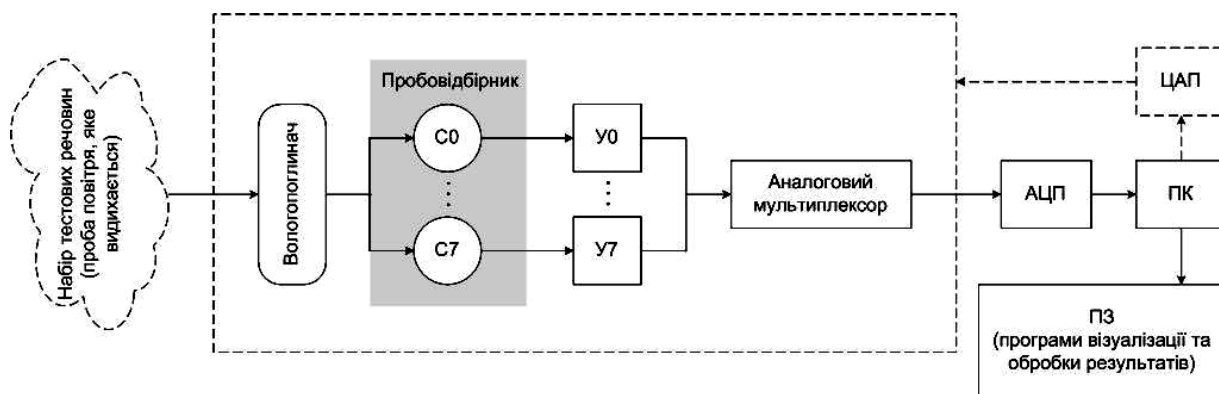 Набір тестових речовин
(проба повітря, яке
видихається)
Вологопоглинач
Пробовідбірник
С0
С7
У0
У7
Аналоговий
мультиплексор
АЦП
ЦАП
ПК
ПЗ
(програми візуалізації та
обробки результатів)